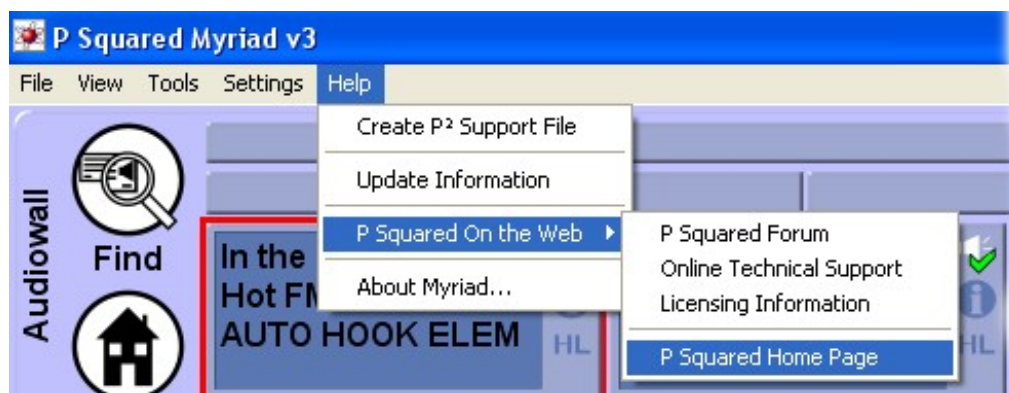 P Squared Myriad v3
File View Tools Settings Help
Create P² Support File
Update Information
P Squared On the Web
About Myriad...
P Squared Forum
Online Technical Support
Licensing Information
P Squared Home Page
Audiowall
Find
In the
Hot FM
AUTO HOOK ELEM
HL
HL